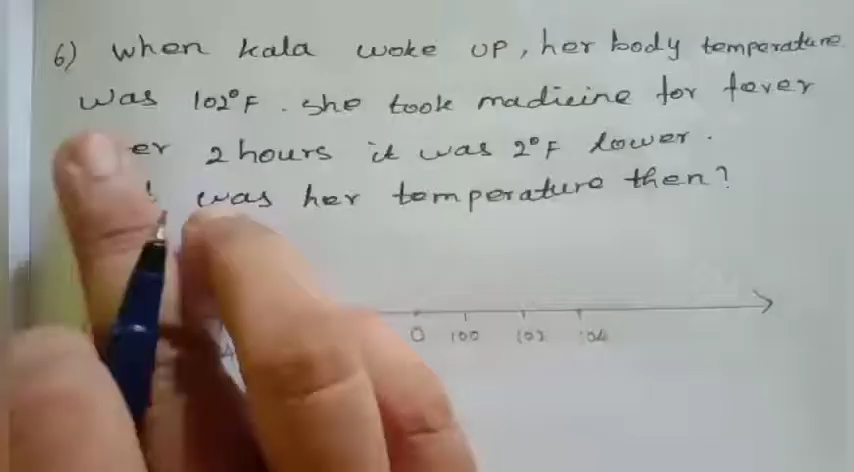 6) when kala woke up, her body temperature
was 102°F. she took madicine for fever
er 2 hours it was 2°F lower.
was her temperature then?
0 100 102 104